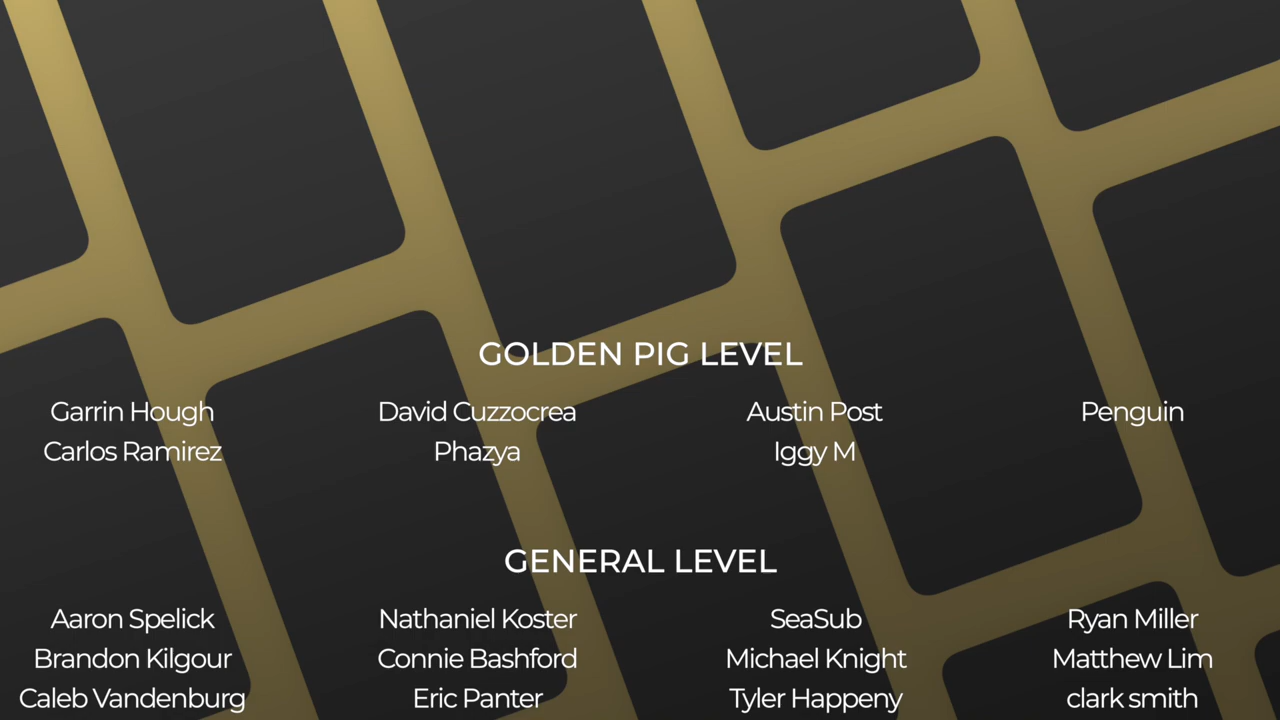 GOLDEN PIG LEVEL
Garrin Hough David Cuzzocrea Austin Post Penguin
Carlos Ramirez Phazya Iggy M
GENERAL LEVEL
Aaron Spelick Nathaniel Koster SeaSub Ryan Miller
Brandon Kilgour Connie Bashford Michael Knight Matthew Lim
Caleb Vandenburg Eric Panter Tyler Happeny clark smith